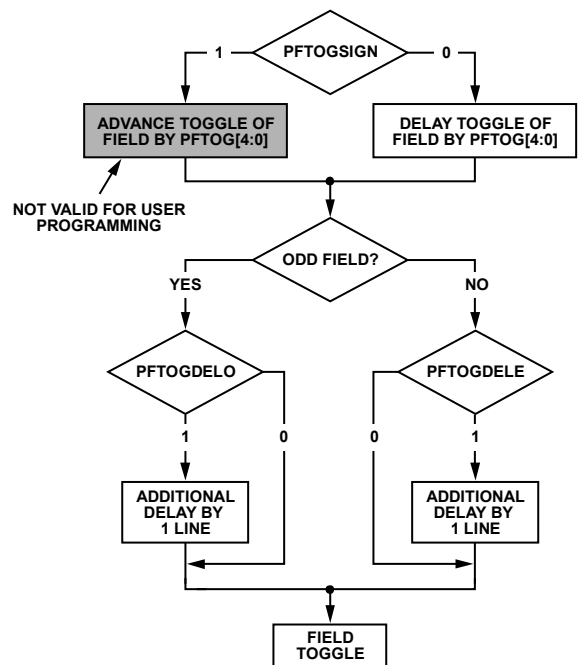 PFTOGSIGN
1
0
ADVANCE TOGGLE OF
FIELD BY PFTOG[4:0]
DELAY TOGGLE OF
FIELD BY PFTOG[4:0]
NOT VALID FOR USER
PROGRAMMING
ODD FIELD?
YES
NO
PFTOGDELO
PFTOGDELE
1
0
0
1
ADDITIONAL
DELAY BY
1 LINE
ADDITIONAL
DELAY BY
1 LINE
FIELD
TOGGLE